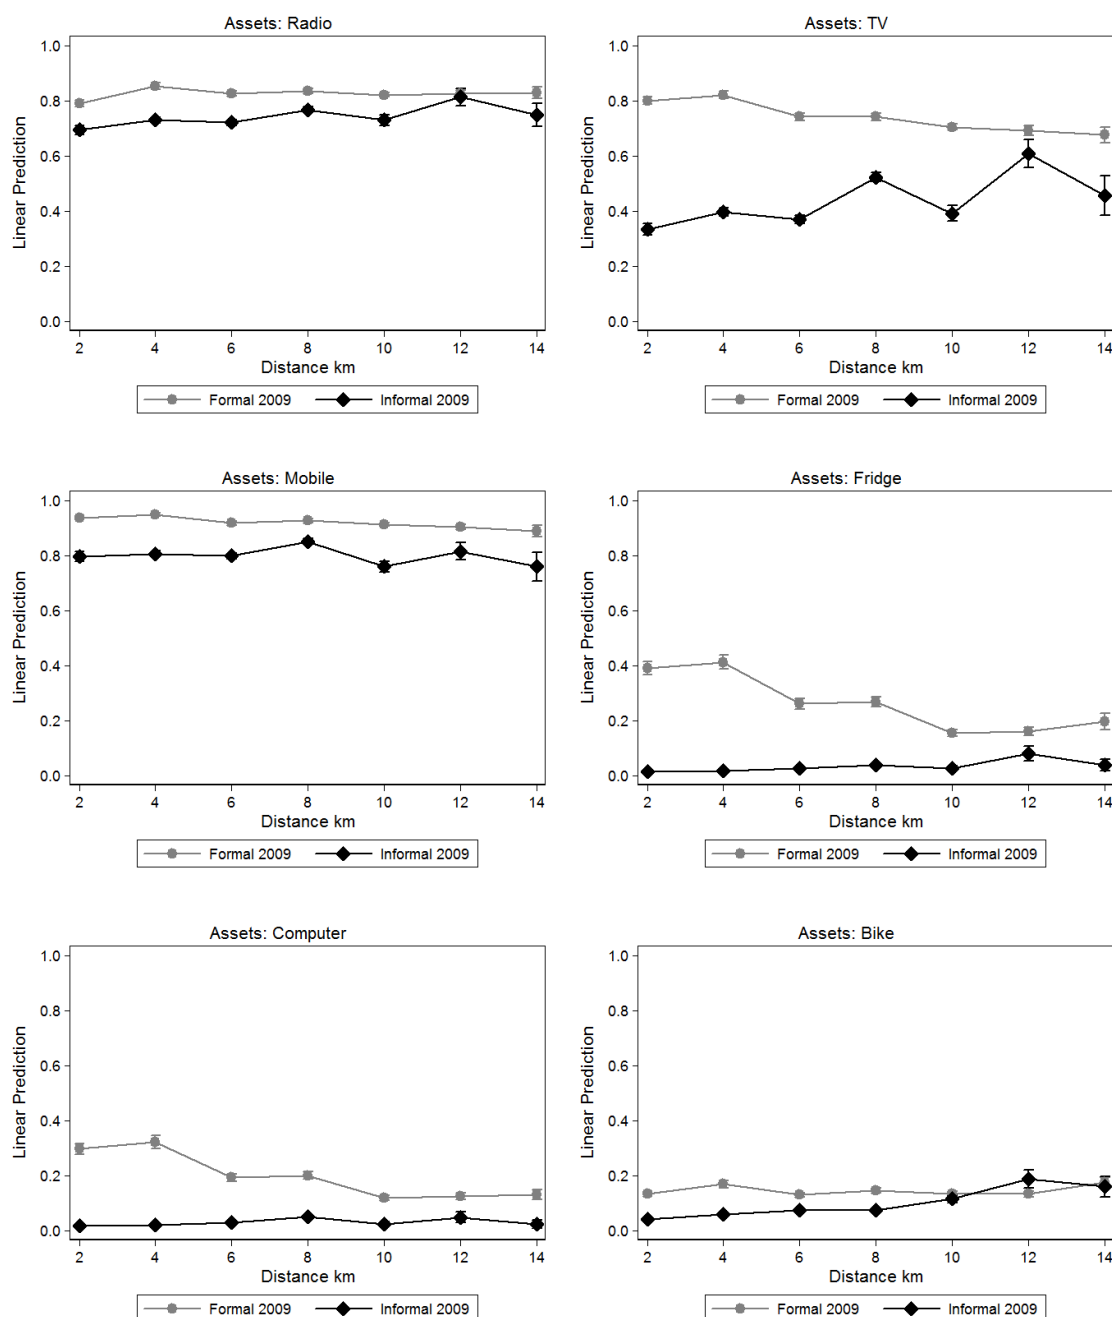 Assets: Radio
1.0
0.8
0.6
0.4
0.2
0.0
Linear Prediction
2 4 6 8 10 12 14
Distance km
Formal 2009 Informal 2009
Assets: TV
1.0
0.8
0.6
0.4
0.2
0.0
Linear Prediction
2 4 6 8 10 12 14
Distance km
Formal 2009 Informal 2009
Assets: Mobile
1.0
0.8
0.6
0.4
0.2
0.0
Linear Prediction
2 4 6 8 10 12 14
Distance km
Formal 2009 Informal 2009
Assets: Fridge
1.0
0.8
0.6
0.4
0.2
0.0
Linear Prediction
2 4 6 8 10 12 14
Distance km
Formal 2009 Informal 2009
Assets: Computer
1.0
0.8
0.6
0.4
0.2
0.0
Linear Prediction
2 4 6 8 10 12 14
Distance km
Formal 2009 Informal 2009
Assets: Bike
1.0
0.8
0.6
0.4
0.2
0.0
Linear Prediction
2 4 6 8 10 12 14
Distance km
Formal 2009 Informal 2009